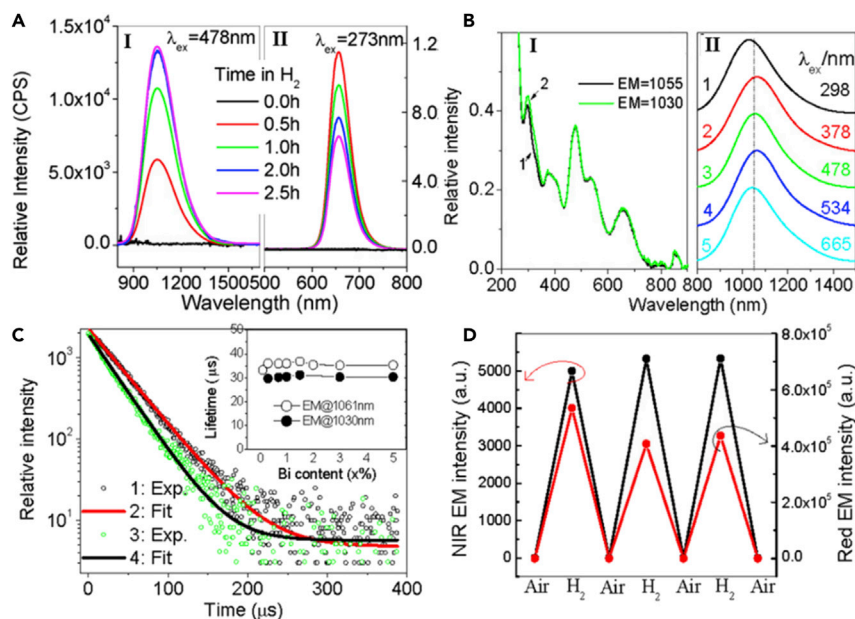 A
I
λex=478nm
II
λex=273nm
Time in H2
0.0h
0.5h
1.0h
2.0h
2.5h
Relative Intensity (CPS)
1.5x10⁴
1.0x10⁴
5.0x10³
0.0
900 1200 1500
500 600 700 800
1.2
8.0
4.0
0.0
Wavelength (nm)
B
I
2
1
EM=1055
EM=1030
Relative intensity
0.4
0.2
0.0
200 400 600 800
II
λex/nm
1 298
2 378
3 478
4 534
5 665
800 1000 1200 1400
Wavelength (nm)
C
Relative intensity
10³
10²
10¹
1: Exp.
2: Fit
3: Exp.
4: Fit
0 100 200 300 400
Time (μs)
Lifetime (μs)
50
40
30
20
10
0
EM@1061nm
EM@1030nm
0 1 2 3 4 5
Bi content (x%)
D
NIR EM intensity (a.u.)
5000
4000
3000
2000
1000
0
Air H2 Air H2 Air H2 Air
8.0x10⁵
6.0x10⁵
4.0x10⁵
2.0x10⁵
0.0
Red EM intensity (a.u.)